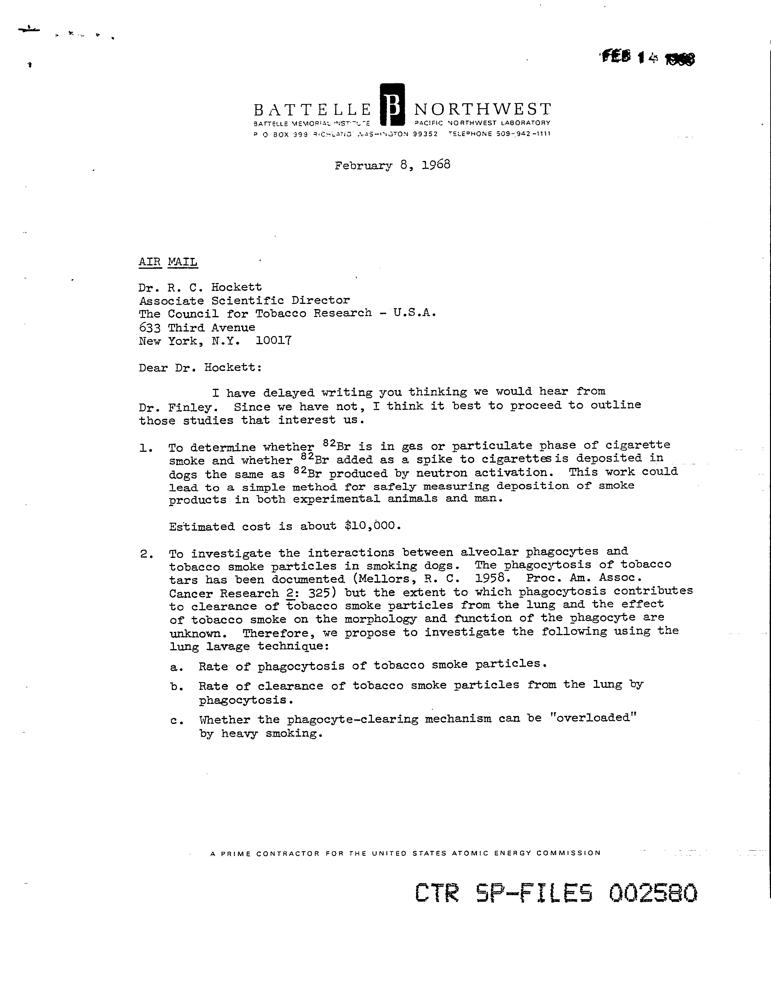 FEB 14 1968
BATTELLE B NORTHWEST
BATTELLE MEMORIAL INSTITUTE PACIFIC NORTHWEST LABORATORY
P O BOX 999 RICHLAND WASHINGTON 99352 TELEPHONE 509-942-1111
February 8, 1968
AIR MAIL
Dr. R. C. Hockett
Associate Scientific Director
The Council for Tobacco Research - U.S.A.
633 Third Avenue
New York, N.Y. 10017
Dear Dr. Hockett:
I have delayed writing you thinking we would hear from
Dr. Finley. Since we have not, I think it best to proceed to outline
those studies that interest us.
1. To determine whether 82Br is in gas or particulate phase of cigarette
smoke and whether 82Br added as a spike to cigarettes is deposited in
dogs the same as 82Br produced by neutron activation. This work could
lead to a simple method for safely measuring deposition of smoke
products in both experimental animals and man.
Estimated cost is about $10,000.
2. To investigate the interactions between alveolar phagocytes and
tobacco smoke particles in smoking dogs. The phagocytosis of tobacco
tars has been documented (Mellors, R. C. 1958. Proc. Am. Assoc.
Cancer Research 2: 325) but the extent to which phagocytosis contributes
to clearance of tobacco smoke particles from the lung and the effect
of tobacco smoke on the morphology and function of the phagocyte are
unknown. Therefore, we propose to investigate the following using the
lung lavage technique:
a. Rate of phagocytosis of tobacco smoke particles.
b. Rate of clearance of tobacco smoke particles from the lung by
phagocytosis.
c. Whether the phagocyte-clearing mechanism can be "overloaded"
by heavy smoking.
A PRIME CONTRACTOR FOR THE UNITED STATES ATOMIC ENERGY COMMISSION
CTR SP-FILES 002580